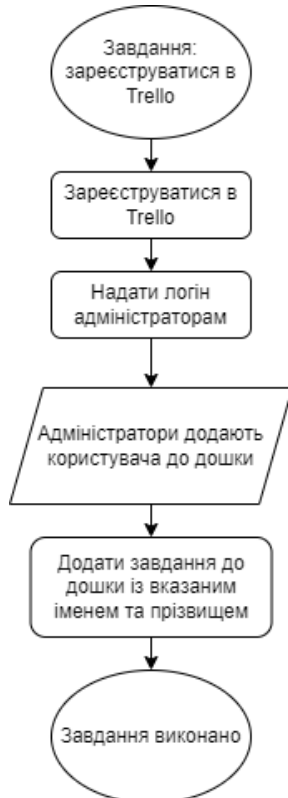 Завдання:
зареєструватися в
Trello
Зареєструватися в
Trello
Надати логін
адміністраторам
Адміністратори додають
користувача до дошки
Додати завдання до
дошки із вказаним
іменем та прізвищем
Завдання виконано